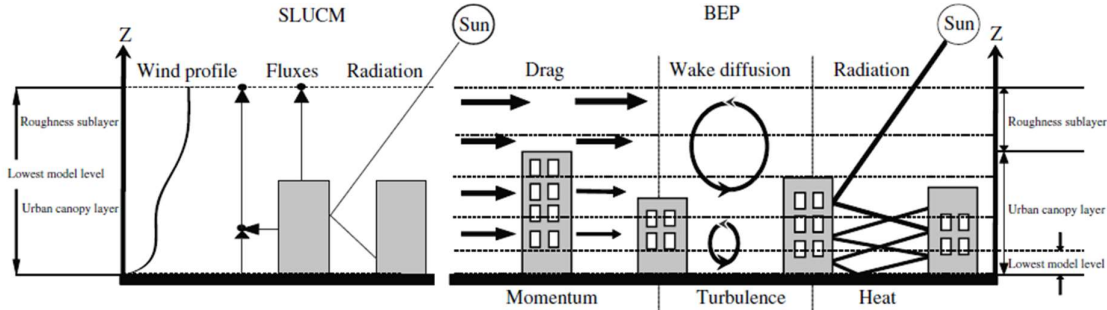 SLUCM
Sun
Z
Wind profile
Fluxes
Radiation
Roughness sublayer
Lowest model level
Urban canopy layer
BEP
Sun
Z
Drag
Wake diffusion
Radiation
Roughness sublayer
Urban canopy layer
Lowest model level
Momentum
Turbulence
Heat